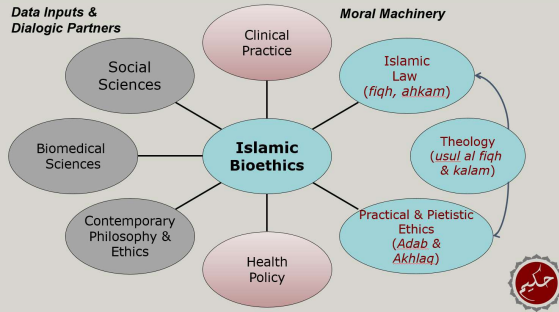 Data Inputs &
Dialogic Partners
Moral Machinery
Clinical
Practice
Social
Sciences
Islamic
Law
(fiqh, ahkam)
Biomedical
Sciences
Islamic
Bioethics
Theology
(usul al fiqh
& kalam)
Contemporary
Philosophy &
Ethics
Practical & Pietistic
Ethics
(Adab &
Akhlaq)
Health
Policy
حكيم